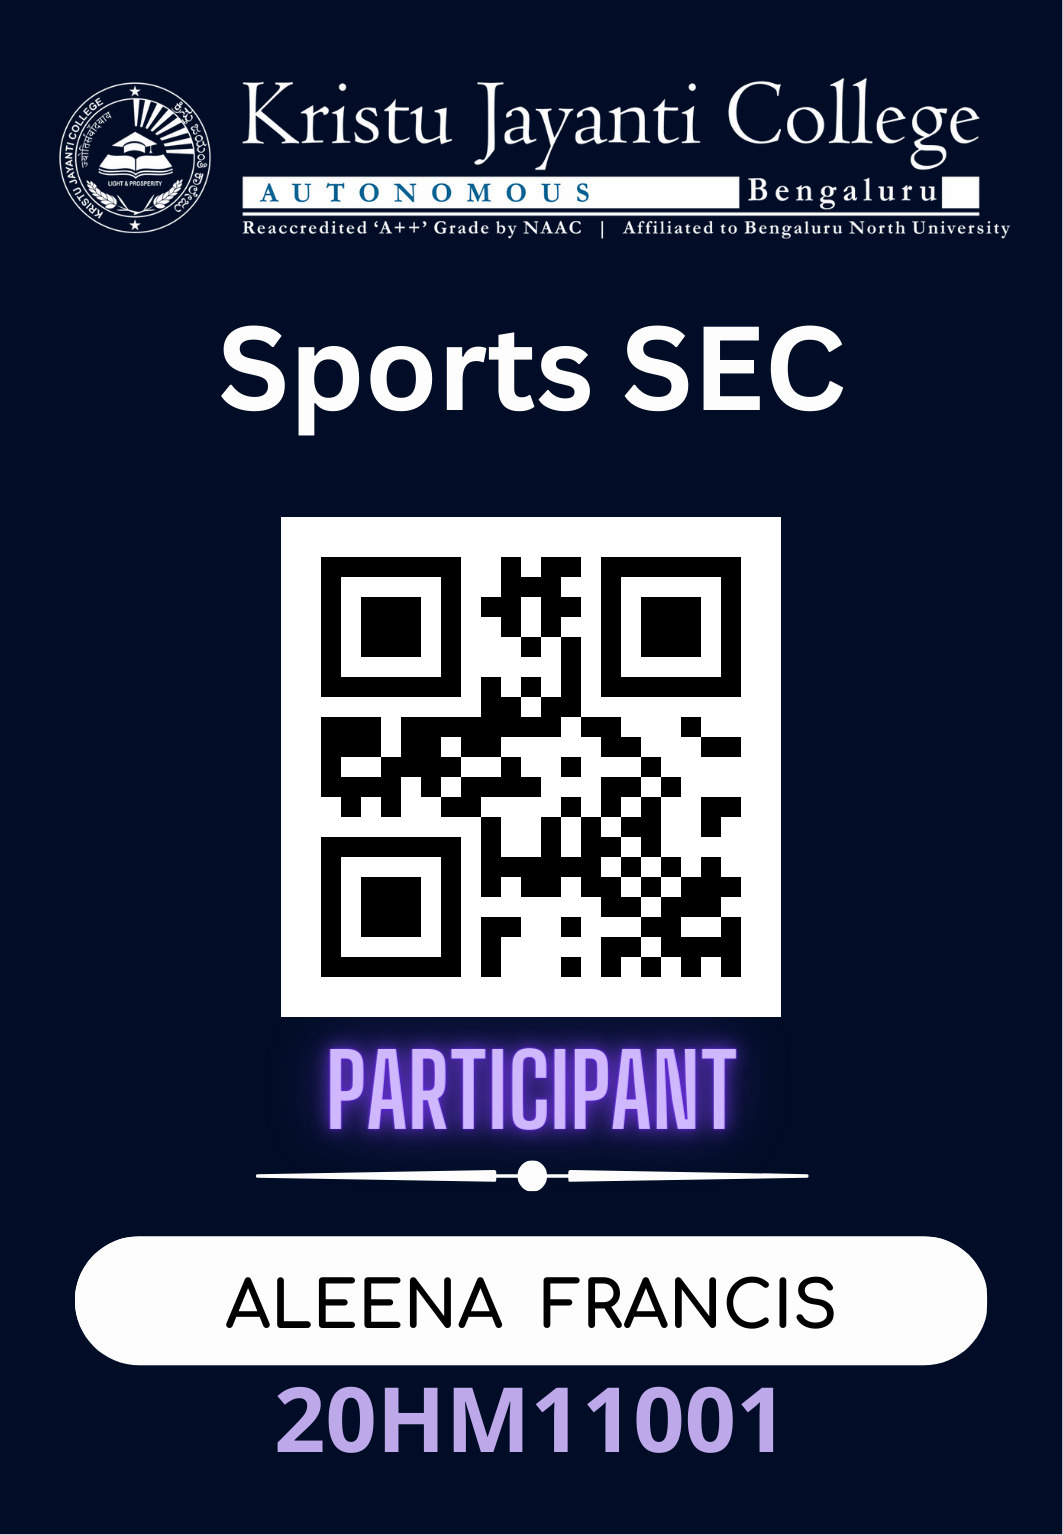 KRISTU JAYANTI COLLEGE
ज्योतिसंवादयाय
LIGHT & PROSPERITY
Kristu Jayanti College
AUTONOMOUS Bengaluru
Reaccredited ‘A++’ Grade by NAAC | Affiliated to Bengaluru North University
Sports SEC
PARTICIPANT
ALEENA FRANCIS
20HM11001